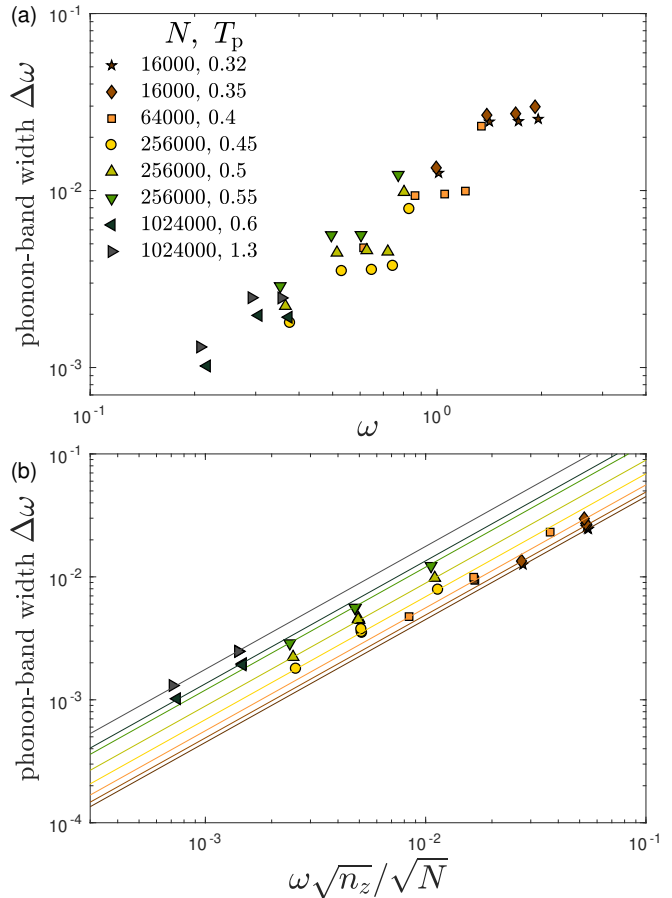 (a)
10^{-1}
N, T_p
16000, 0.32
16000, 0.35
64000, 0.4
256000, 0.45
256000, 0.5
256000, 0.55
1024000, 0.6
1024000, 1.3
10^{-2}
10^{-3}
phonon-band width Δω
10^{-1}
10^{0}
ω
(b)
10^{-1}
10^{-2}
10^{-3}
10^{-4}
phonon-band width Δω
10^{-3}
10^{-2}
10^{-1}
ω√n_z/√N